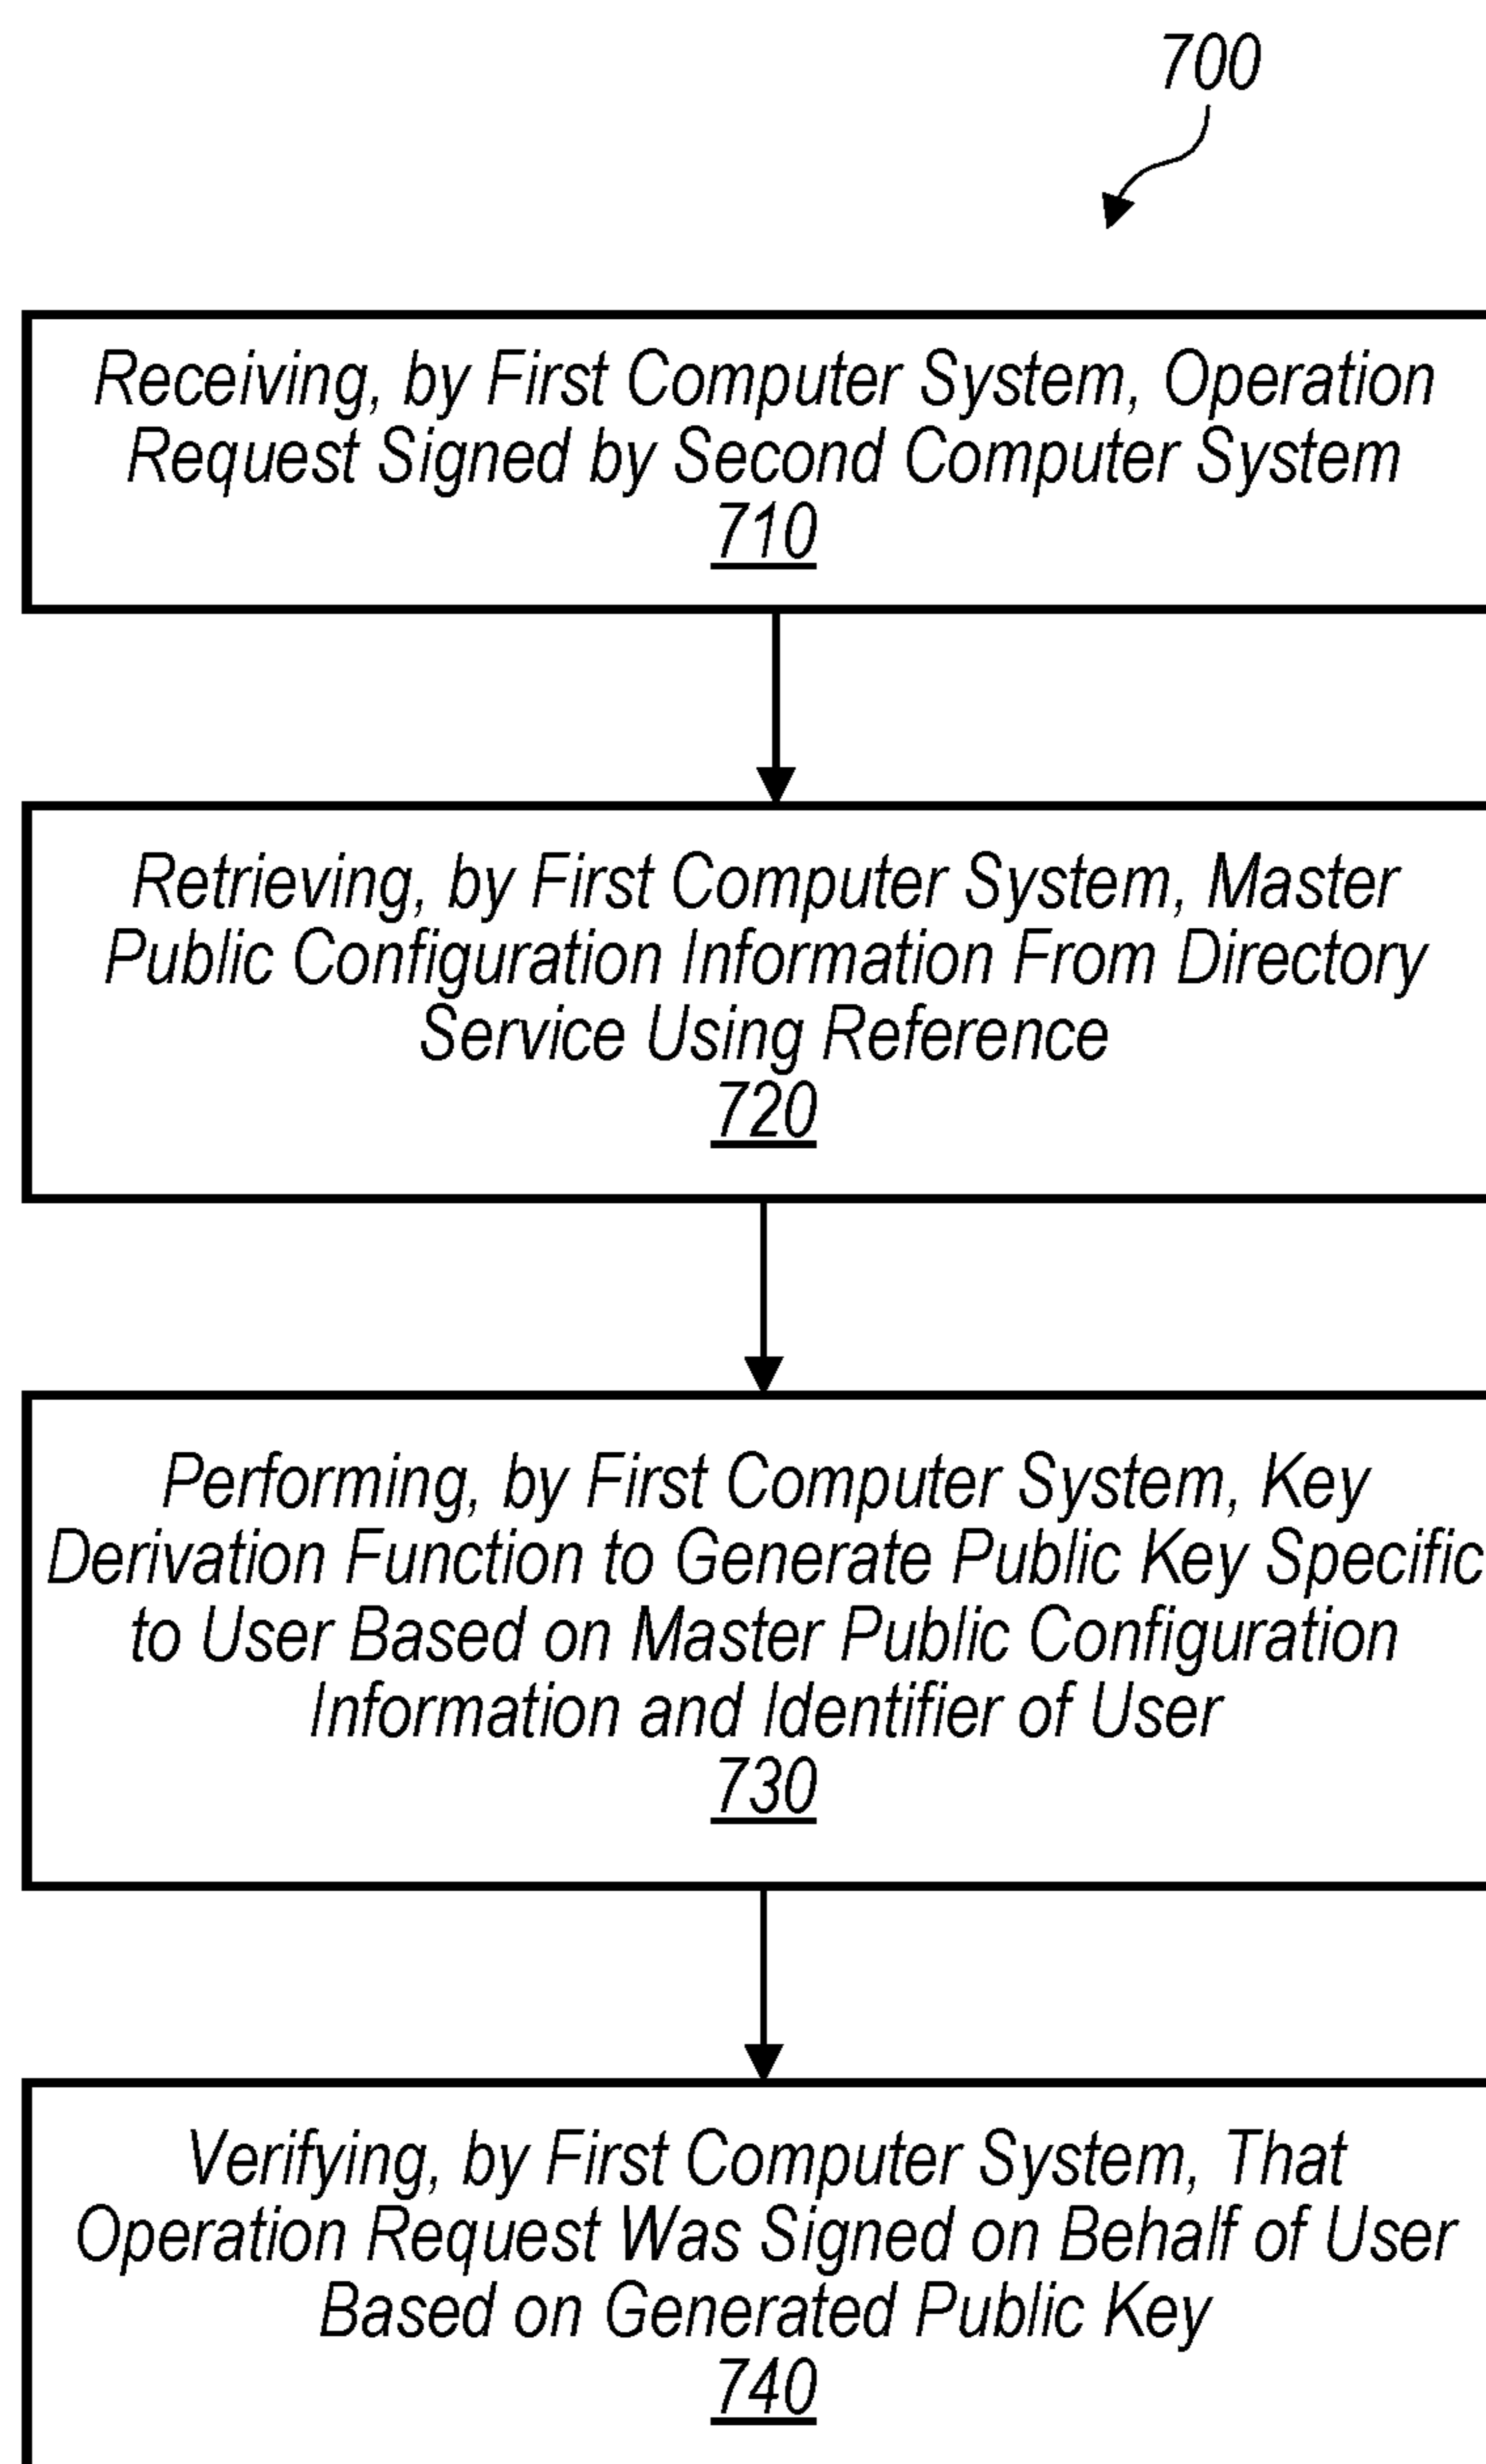 700
Receiving, by First Computer System, Operation
Request Signed by Second Computer System
710
Retrieving, by First Computer System, Master
Public Configuration Information From Directory
Service Using Reference
720
Performing, by First Computer System, Key
Derivation Function to Generate Public Key Specific
to User Based on Master Public Configuration
Information and Identifier of User
730
Verifying, by First Computer System, That
Operation Request Was Signed on Behalf of User
Based on Generated Public Key
740